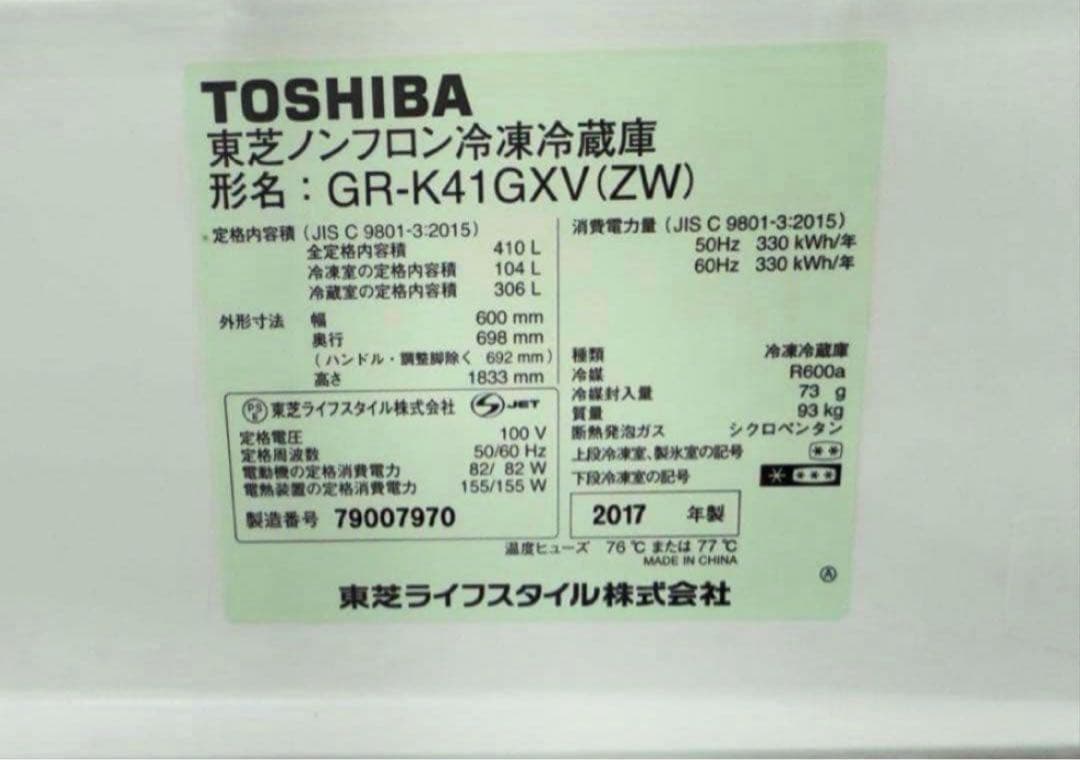 TOSHIBA
東芝ノンフロン冷凍冷蔵庫
形名：GR-K41GXV(ZW)
定格内容積（JIS C 9801-3:2015）
全定格内容積 410 L
冷凍室の定格内容積 104 L
冷蔵室の定格内容積 306 L
外形寸法 幅 600 mm
奥行 698 mm
（ハンドル・調整脚除く 692 mm）
高さ 1833 mm
消費電力量（JIS C 9801-3:2015）
50Hz 330 kWh/年
60Hz 330 kWh/年
種類 冷凍冷蔵庫
冷媒 R600a
冷媒封入量 73 g
質量 93 kg
断熱発泡ガス シクロペンタン
上段冷凍室、製氷室の記号 **
下段冷凍室の記号 * ***
PSE 東芝ライフスタイル株式会社 S JET
定格電圧 100 V
定格周波数 50/60 Hz
電動機の定格消費電力 82/ 82 W
電熱装置の定格消費電力 155/155 W
製造番号 79007970
2017 年製
温度ヒューズ 76 ℃ または 77 ℃
MADE IN CHINA
Ⓐ
東芝ライフスタイル株式会社